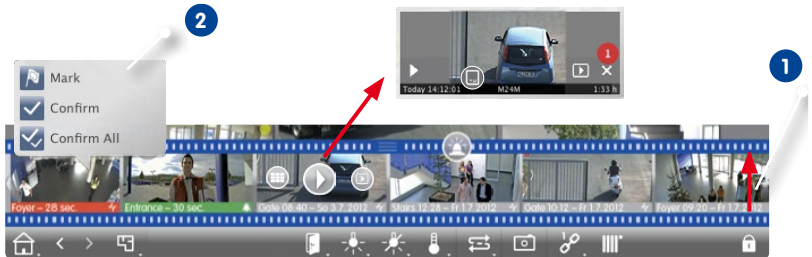 2
Mark
Confirm
Confirm All
1
Today 14:12:01 M24M 1:33 h
1
Foyer – 28 sec.
Entrance – 30 sec.
Gate 08:40 – So 3.7.2012
Stairs 12:28 – Fr 1.7.2012
Gate 10:12 – Fr 1.7.2012
Foyer 09:20 – Fr 1.7.2012